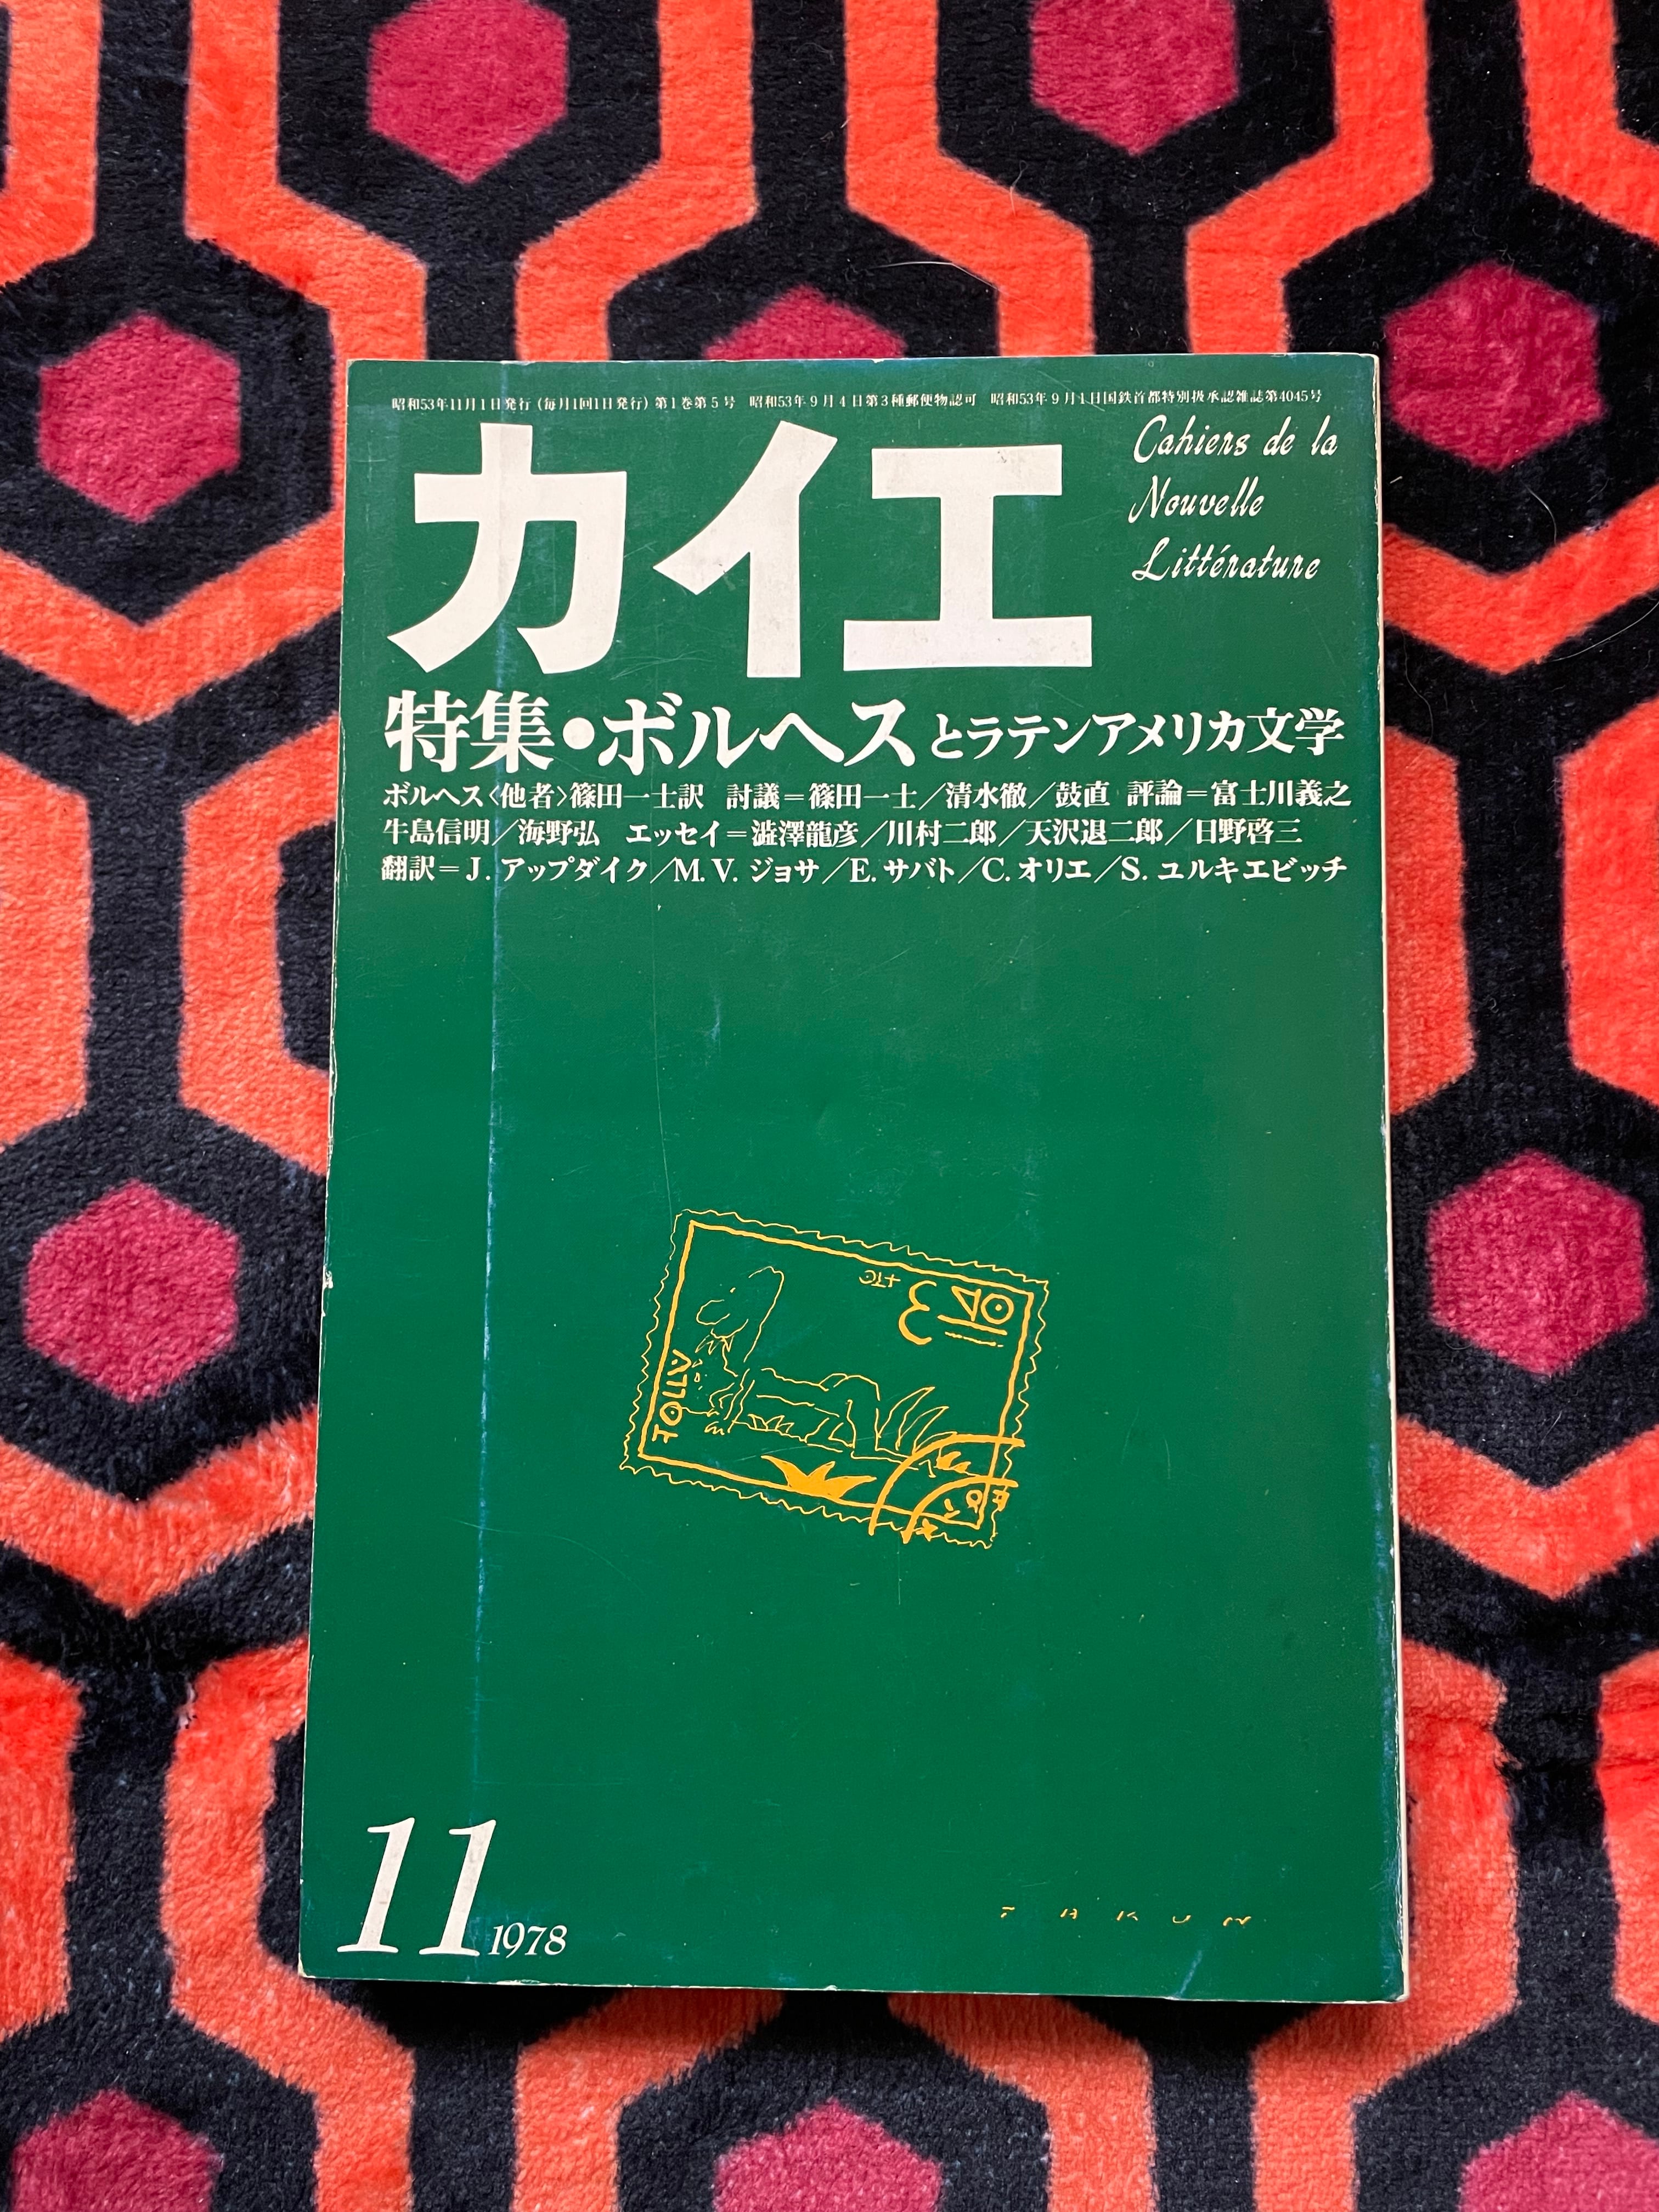 昭和53年11月1日発行(毎月1回1日発行)第1巻第5号 昭和53年9月4日第3種郵便物認可 昭和53年9月1日国鉄首都特別扱承認雑誌第4045号
カイエ
Cahiers de la
Nouvelle
Littérature
特集・ボルヘスとラテンアメリカ文学
ボルヘス〈他者〉篠田一士訳 討議=篠田一士/清水徹/鼓直 評論=富士川義之
牛島信明/海野弘 エッセイ=澁澤龍彦/川村二郎/天沢退二郎/日野啓三
翻訳=J. アップダイク/M. V. ジョサ/E. サバト/C. オリエ/S. ユルキエビッチ
11
1978
TAKUN